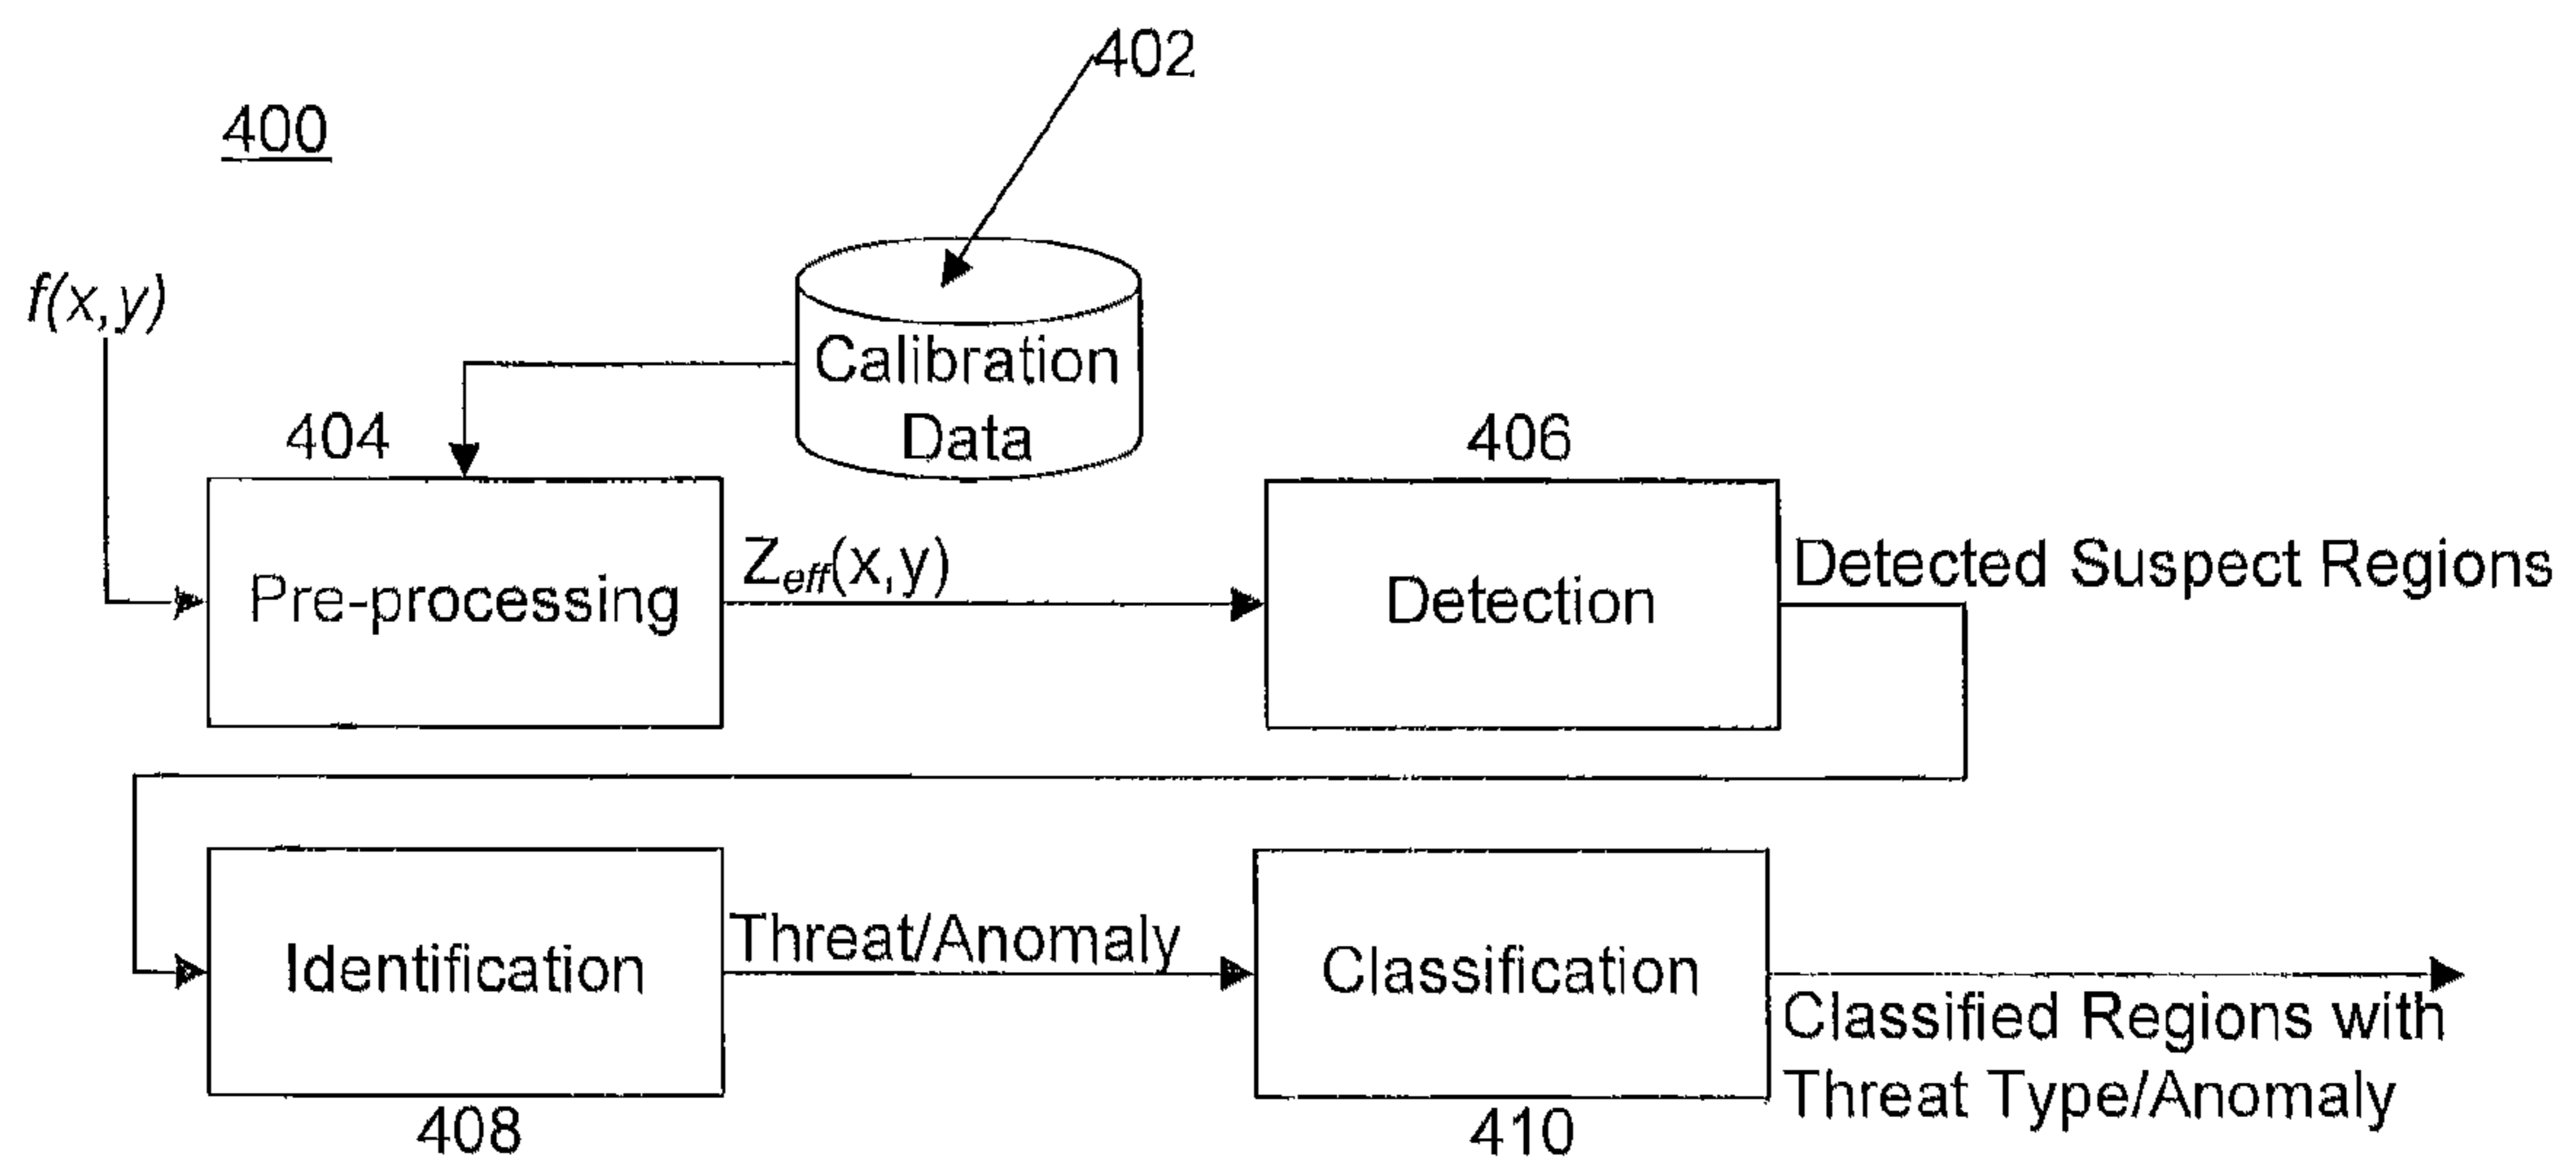 402
400
f(x,y)
Calibration
Data
404
406
Pre-processing
Zeff(x,y)
Detection
Detected Suspect Regions
Identification
Threat/Anomaly
Classification
Classified Regions with
Threat Type/Anomaly
408
410